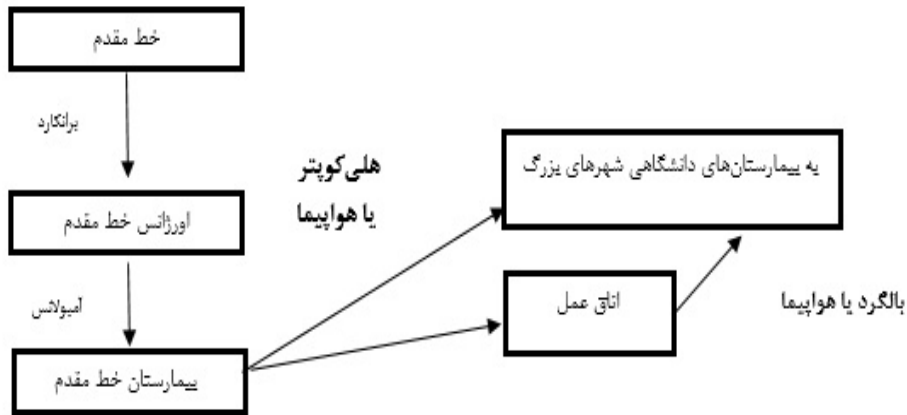 خط مقدم
برانکارد
اورژانس خط مقدم
آمبولانس
بیمارستان خط مقدم
هلی‌کوپتر
یا هواپیما
به بیمارستان‌های دانشگاهی شهرهای بزرگ
اتاق عمل
بالگرد یا هواپیما